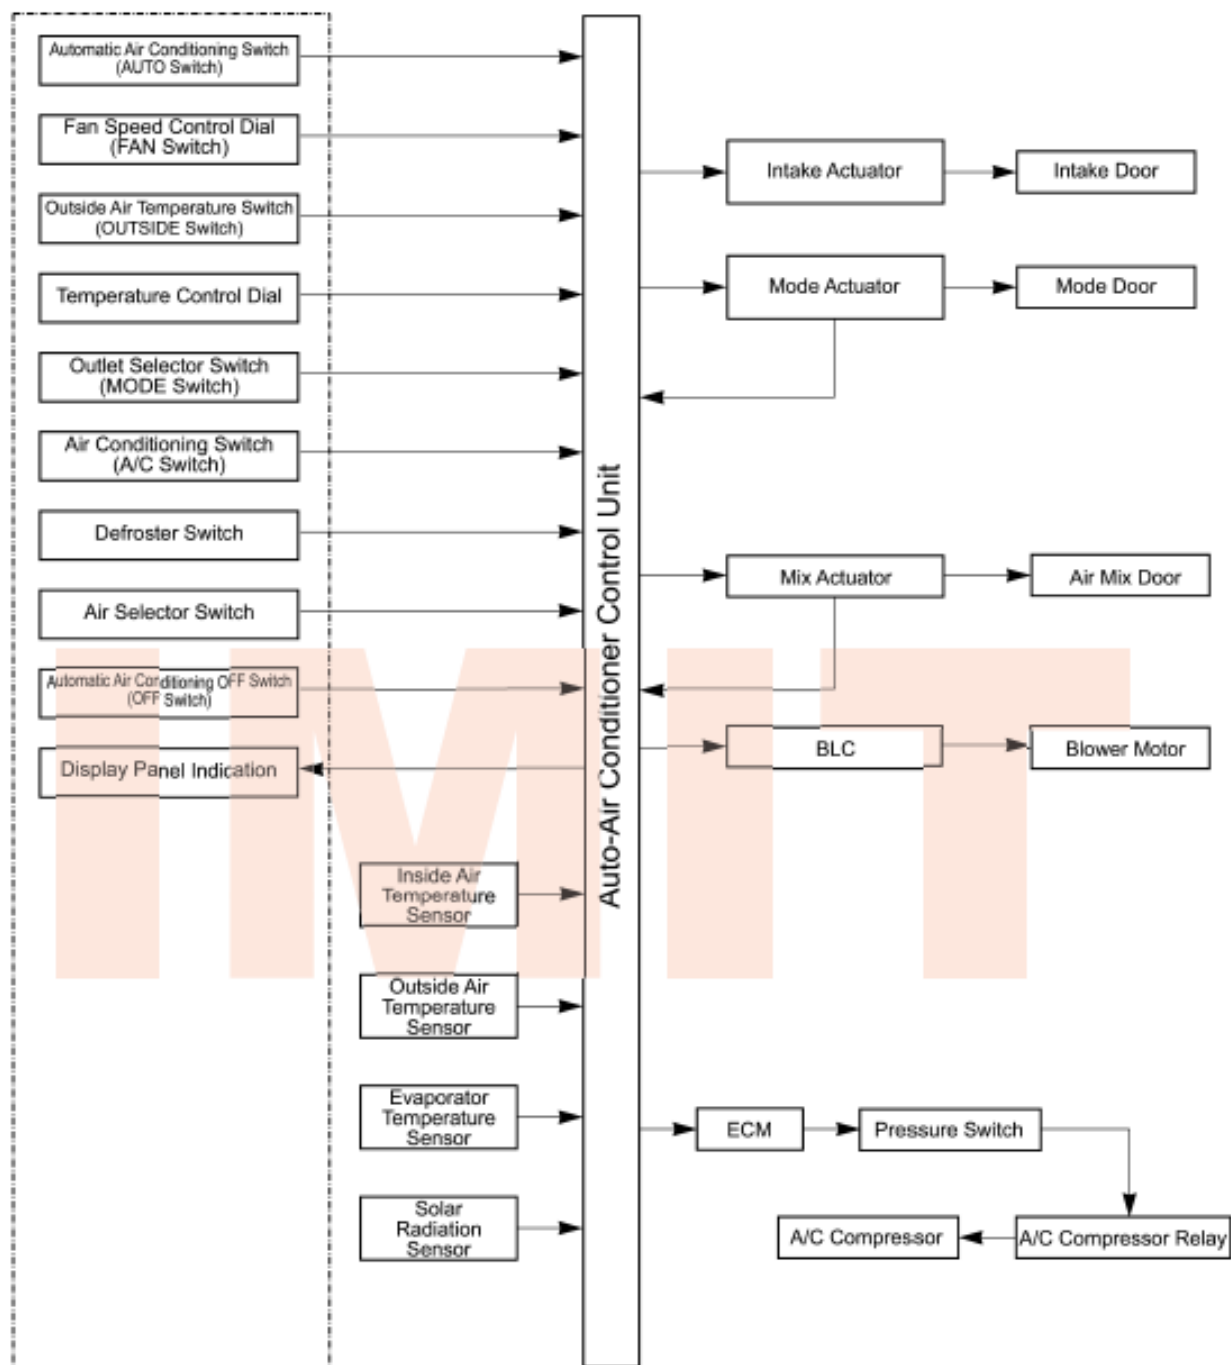 Automatic Air Conditioning Switch
(AUTO Switch)
Fan Speed Control Dial
(FAN Switch)
Outside Air Temperature Switch
(OUTSIDE Switch)
Temperature Control Dial
Outlet Selector Switch
(MODE Switch)
Air Conditioning Switch
(A/C Switch)
Defroster Switch
Air Selector Switch
Automatic Air Conditioning OFF Switch
(OFF Switch)
Display Panel Indication
Inside Air
Temperature
Sensor
Outside Air
Temperature
Sensor
Evaporator
Temperature
Sensor
Solar
Radiation
Sensor
Auto-Air Conditioner Control Unit
Intake Actuator
Intake Door
Mode Actuator
Mode Door
Mix Actuator
Air Mix Door
BLC
Blower Motor
ECM
Pressure Switch
A/C Compressor
A/C Compressor Relay
IMIT